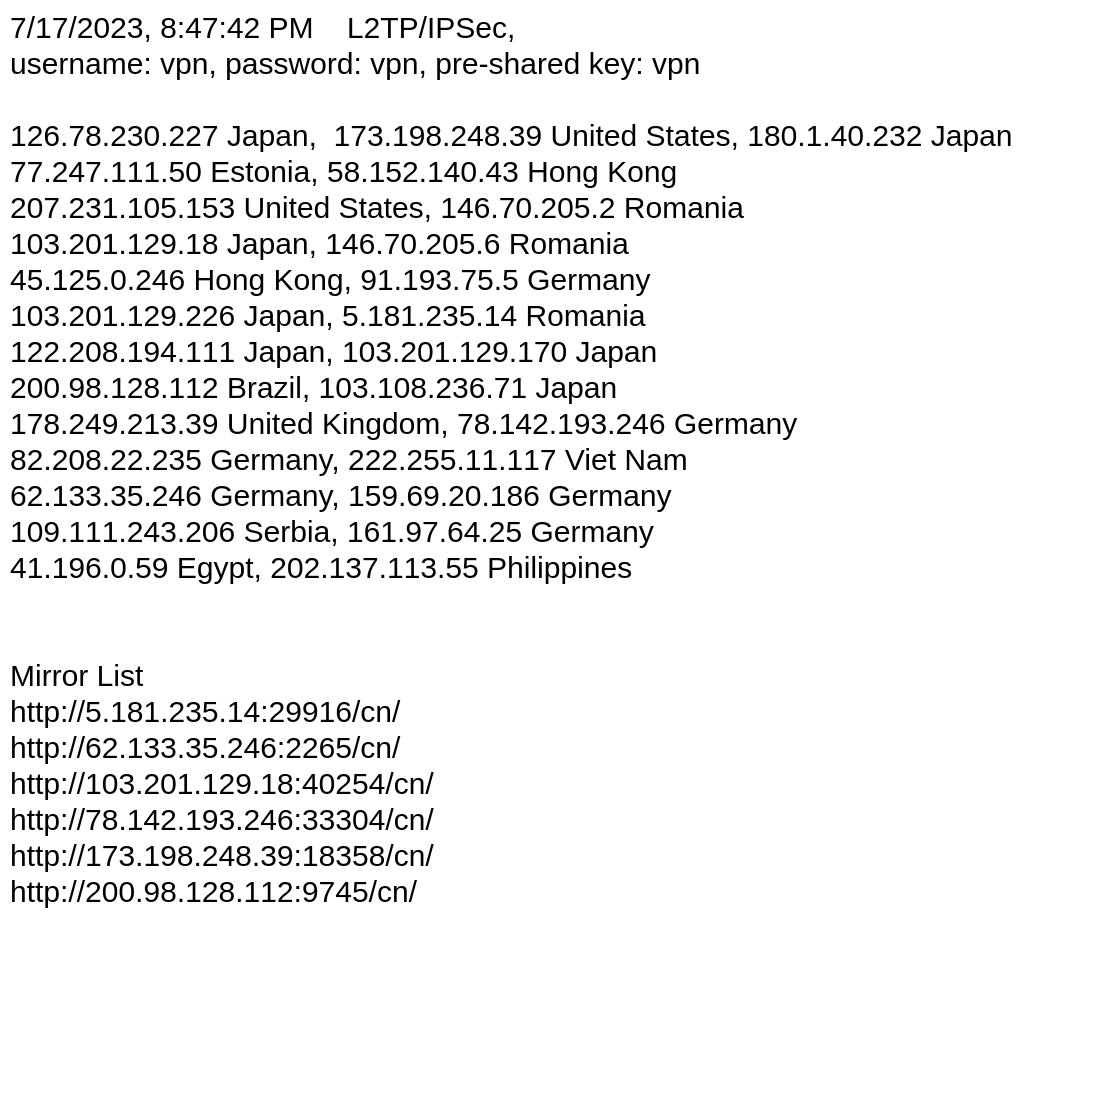 7/17/2023, 8:47:42 PM    L2TP/IPSec,
username: vpn, password: vpn, pre-shared key: vpn
126.78.230.227 Japan,  173.198.248.39 United States, 180.1.40.232 Japan
77.247.111.50 Estonia, 58.152.140.43 Hong Kong
207.231.105.153 United States, 146.70.205.2 Romania
103.201.129.18 Japan, 146.70.205.6 Romania
45.125.0.246 Hong Kong, 91.193.75.5 Germany
103.201.129.226 Japan, 5.181.235.14 Romania
122.208.194.111 Japan, 103.201.129.170 Japan
200.98.128.112 Brazil, 103.108.236.71 Japan
178.249.213.39 United Kingdom, 78.142.193.246 Germany
82.208.22.235 Germany, 222.255.11.117 Viet Nam
62.133.35.246 Germany, 159.69.20.186 Germany
109.111.243.206 Serbia, 161.97.64.25 Germany
41.196.0.59 Egypt, 202.137.113.55 Philippines
Mirror List
http://5.181.235.14:29916/cn/
http://62.133.35.246:2265/cn/
http://103.201.129.18:40254/cn/
http://78.142.193.246:33304/cn/
http://173.198.248.39:18358/cn/
http://200.98.128.112:9745/cn/